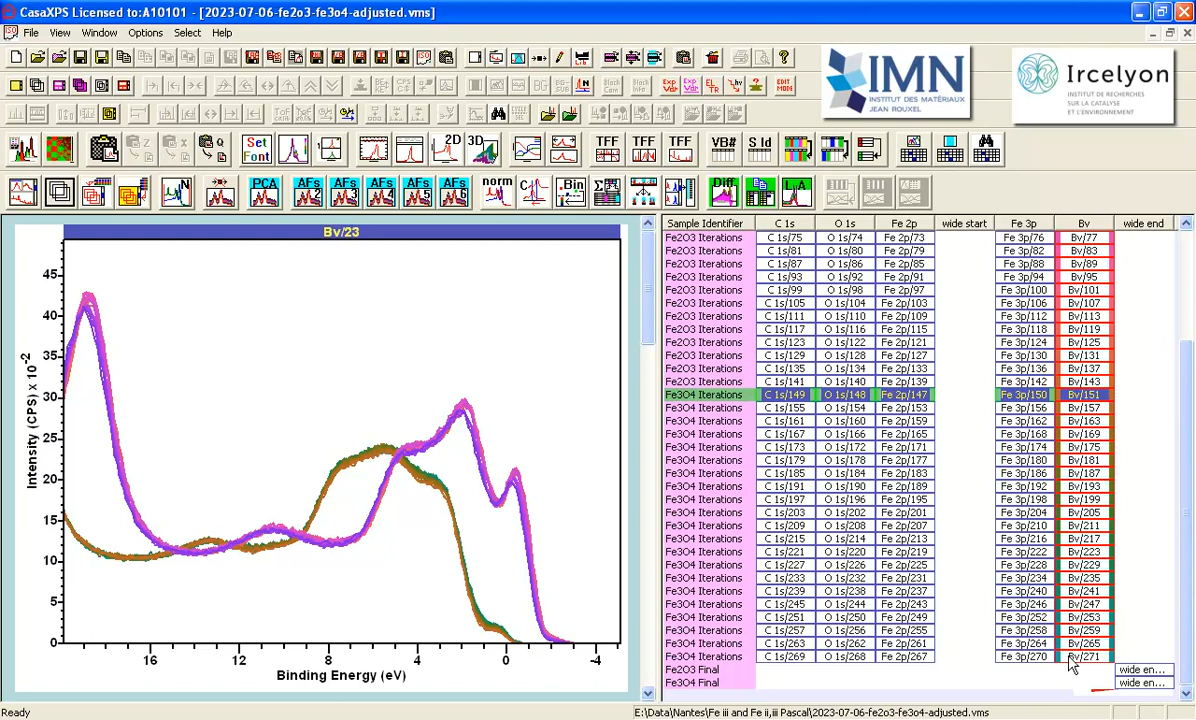 CasaXPS Licensed to:A10101 - [2023-07-06-fe2o3-fe3o4-adjusted.vms]
File View Window Options Select Help
IMN
INSTITUT DES MATÉRIAUX
JEAN ROUXEL
Ircelyon
INSTITUT DE RECHERCHES
SUR LA CATALYSE
ET L'ENVIRONNEMENT
Set Font 2D 3D TFF TFF TFF VB# S Id
PCA AFs 2 AFs 3 AFs 4 AFs 5 AFs 6 norm Bin Diff L.A
Bv/23
Intensity (CPS) x 10-2
45
40
35
30
25
20
15
10
5
0
16 12 8 4 0 -4
Binding Energy (eV)
Sample Identifier C 1s O 1s Fe 2p wide start Fe 3p Bv wide end
Fe2O3 Iterations C 1s/75 O 1s/74 Fe 2p/73 Fe 3p/76 Bv/77
Fe2O3 Iterations C 1s/81 O 1s/80 Fe 2p/79 Fe 3p/82 Bv/83
Fe2O3 Iterations C 1s/87 O 1s/86 Fe 2p/85 Fe 3p/88 Bv/89
Fe2O3 Iterations C 1s/93 O 1s/92 Fe 2p/91 Fe 3p/94 Bv/95
Fe2O3 Iterations C 1s/99 O 1s/98 Fe 2p/97 Fe 3p/100 Bv/101
Fe2O3 Iterations C 1s/105 O 1s/104 Fe 2p/103 Fe 3p/106 Bv/107
Fe2O3 Iterations C 1s/111 O 1s/110 Fe 2p/109 Fe 3p/112 Bv/113
Fe2O3 Iterations C 1s/117 O 1s/116 Fe 2p/115 Fe 3p/118 Bv/119
Fe2O3 Iterations C 1s/123 O 1s/122 Fe 2p/121 Fe 3p/124 Bv/125
Fe2O3 Iterations C 1s/129 O 1s/128 Fe 2p/127 Fe 3p/130 Bv/131
Fe2O3 Iterations C 1s/135 O 1s/134 Fe 2p/133 Fe 3p/136 Bv/137
Fe2O3 Iterations C 1s/141 O 1s/140 Fe 2p/139 Fe 3p/142 Bv/143
Fe3O4 Iterations C 1s/149 O 1s/148 Fe 2p/147 Fe 3p/150 Bv/151
Fe3O4 Iterations C 1s/155 O 1s/154 Fe 2p/153 Fe 3p/156 Bv/157
Fe3O4 Iterations C 1s/161 O 1s/160 Fe 2p/159 Fe 3p/162 Bv/163
Fe3O4 Iterations C 1s/167 O 1s/166 Fe 2p/165 Fe 3p/168 Bv/169
Fe3O4 Iterations C 1s/173 O 1s/172 Fe 2p/171 Fe 3p/174 Bv/175
Fe3O4 Iterations C 1s/179 O 1s/178 Fe 2p/177 Fe 3p/180 Bv/181
Fe3O4 Iterations C 1s/185 O 1s/184 Fe 2p/183 Fe 3p/186 Bv/187
Fe3O4 Iterations C 1s/191 O 1s/190 Fe 2p/189 Fe 3p/192 Bv/193
Fe3O4 Iterations C 1s/197 O 1s/196 Fe 2p/195 Fe 3p/198 Bv/199
Fe3O4 Iterations C 1s/203 O 1s/202 Fe 2p/201 Fe 3p/204 Bv/205
Fe3O4 Iterations C 1s/209 O 1s/208 Fe 2p/207 Fe 3p/210 Bv/211
Fe3O4 Iterations C 1s/215 O 1s/214 Fe 2p/213 Fe 3p/216 Bv/217
Fe3O4 Iterations C 1s/221 O 1s/220 Fe 2p/219 Fe 3p/222 Bv/223
Fe3O4 Iterations C 1s/227 O 1s/226 Fe 2p/225 Fe 3p/228 Bv/229
Fe3O4 Iterations C 1s/233 O 1s/232 Fe 2p/231 Fe 3p/234 Bv/235
Fe3O4 Iterations C 1s/239 O 1s/238 Fe 2p/237 Fe 3p/240 Bv/241
Fe3O4 Iterations C 1s/245 O 1s/244 Fe 2p/243 Fe 3p/246 Bv/247
Fe3O4 Iterations C 1s/251 O 1s/250 Fe 2p/249 Fe 3p/252 Bv/253
Fe3O4 Iterations C 1s/257 O 1s/256 Fe 2p/255 Fe 3p/258 Bv/259
Fe3O4 Iterations C 1s/263 O 1s/262 Fe 2p/261 Fe 3p/264 Bv/265
Fe3O4 Iterations C 1s/269 O 1s/268 Fe 2p/267 Fe 3p/270 Bv/271
Fe2O3 Final wide en...
Fe3O4 Final wide en...
Ready E:\Data\Nantes\Fe iii and Fe ii,iii Pascal\2023-07-06-fe2o3-fe3o4-adjusted.vms